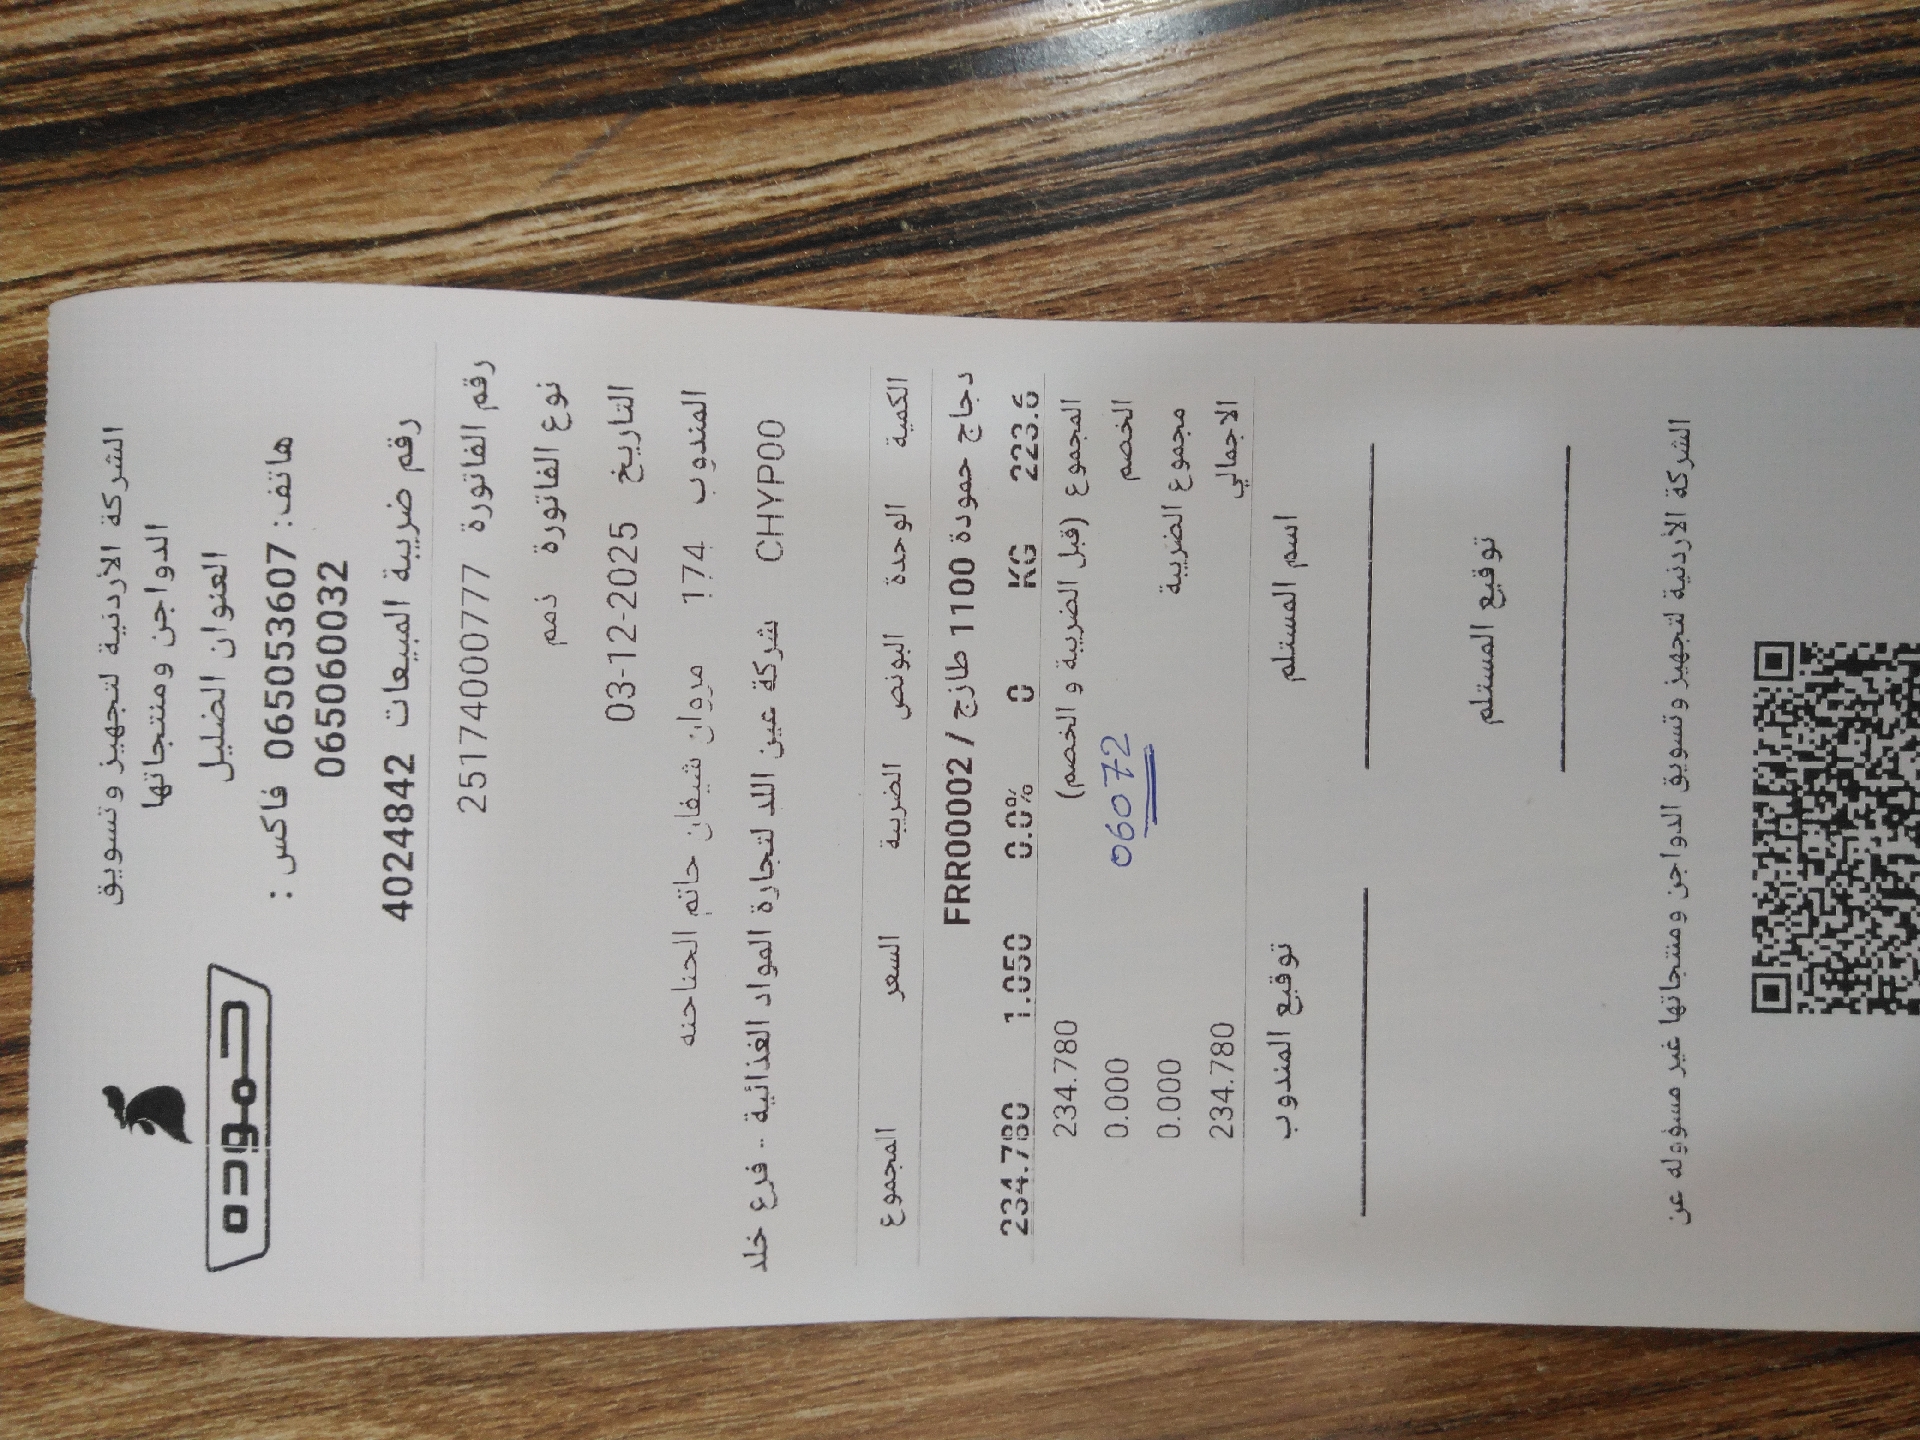 حموده
الشركة الأردنية لتجهيز وتسويق
الدواجن ومنتجاتها
العنوان الضليل
هاتف: 065053607 فاكس :
065060032
رقم ضريبة المبيعات 4024842
رقم الفاتورة 25174000777
نوع الفاتورة ذمم
التاريخ 03-12-2025
المندوب 174 مروان شيفان حاتم الحناحنه
CHYP00 شركة عين اللد لتجارة المواد الغذائية .. فرع خلد
الكمية الوحدة البونص الضريبة السعر المجموع
دجاج حمودة 1100 طازج / FRR00002
223.6 KG 0 0.0% 1.050 234.780
المجموع (قبل الضريبة و الخصم) 234.780
الخصم 0.000
06072
مجموع الضريبة 0.000
الاجمالي 234.780
اسم المستلم توقيع المندوب
توقيع المستلم
الشركة الأردنية لتجهيز وتسويق الدواجن ومنتجاتها غير مسؤوله عن